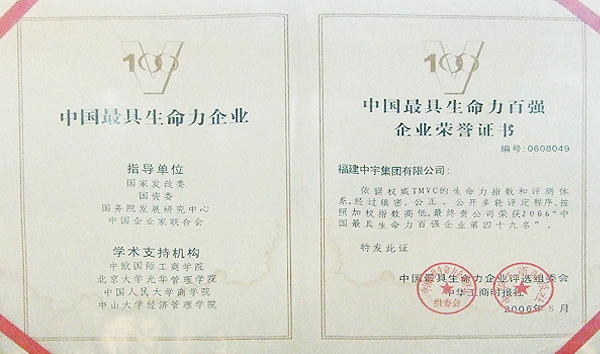 100
中国最具生命力企业
指导单位
国家发改委
国资委
国务院发展研究中心
中国企业家联合会
学术支持机构
中欧国际工商学院
北京大学光华管理学院
中国人民大学商学院
中山大学经济管理学院
100
中国最具生命力百强
企业荣誉证书
编号:0608049
福建中宇集团有限公司:
依据权威TMVC的生命力指数和评测体
系,经过缜密、公正、公开多轮评定程序,按
照加权指数高低,最终贵公司荣获2006“中
国最具生命力百强企业第四十九名”。
特发此证
中国最具生命力企业评选组委会
中华工商时报社
组委会
2006年8月